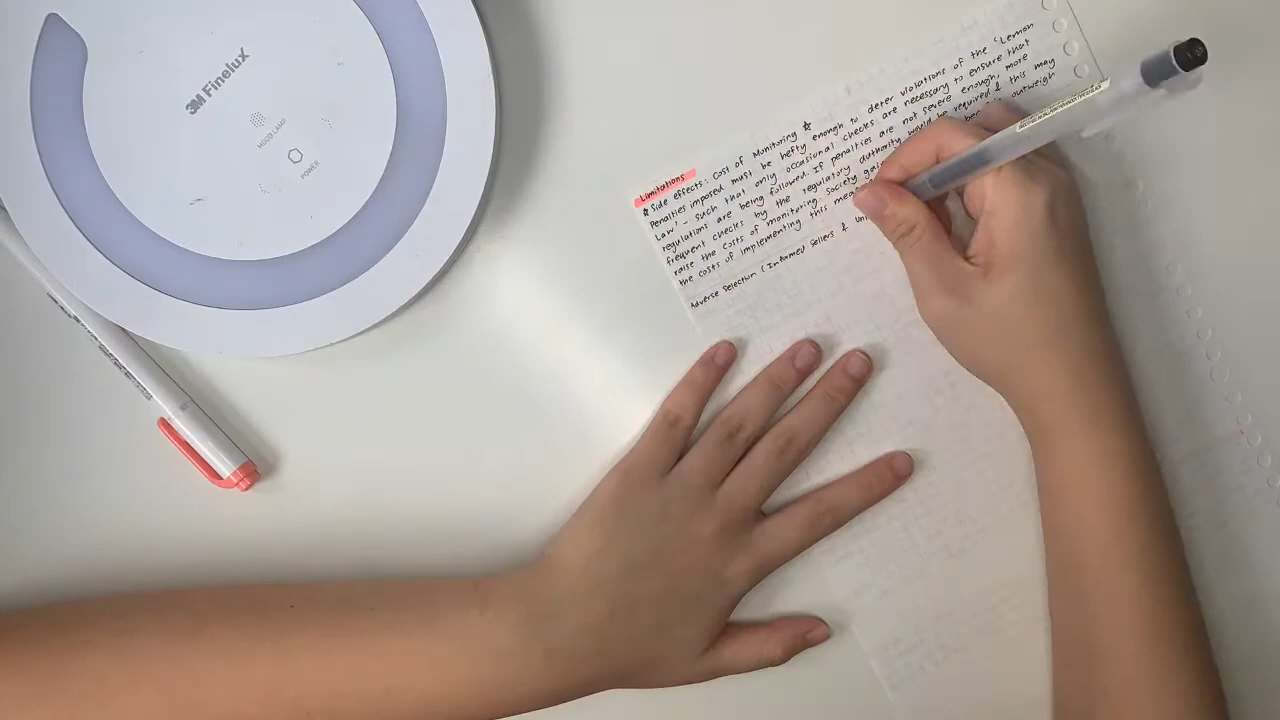 3M Finelux
MOOD LAMP
POWER
Limitations
★ Side effects: Cost of Monitoring ★
Penalties imposed must be hefty enough to deter violations of the 'Lemon
Law' - such that only occasional checks are necessary to ensure that
regulations are being followed. If penalties are not severe enough, more
frequent checks by the regulatory authority would be required & this may
raise the costs of monitoring, society outweigh
the costs of implementing this
Adverse Selection (Informed Sellers &